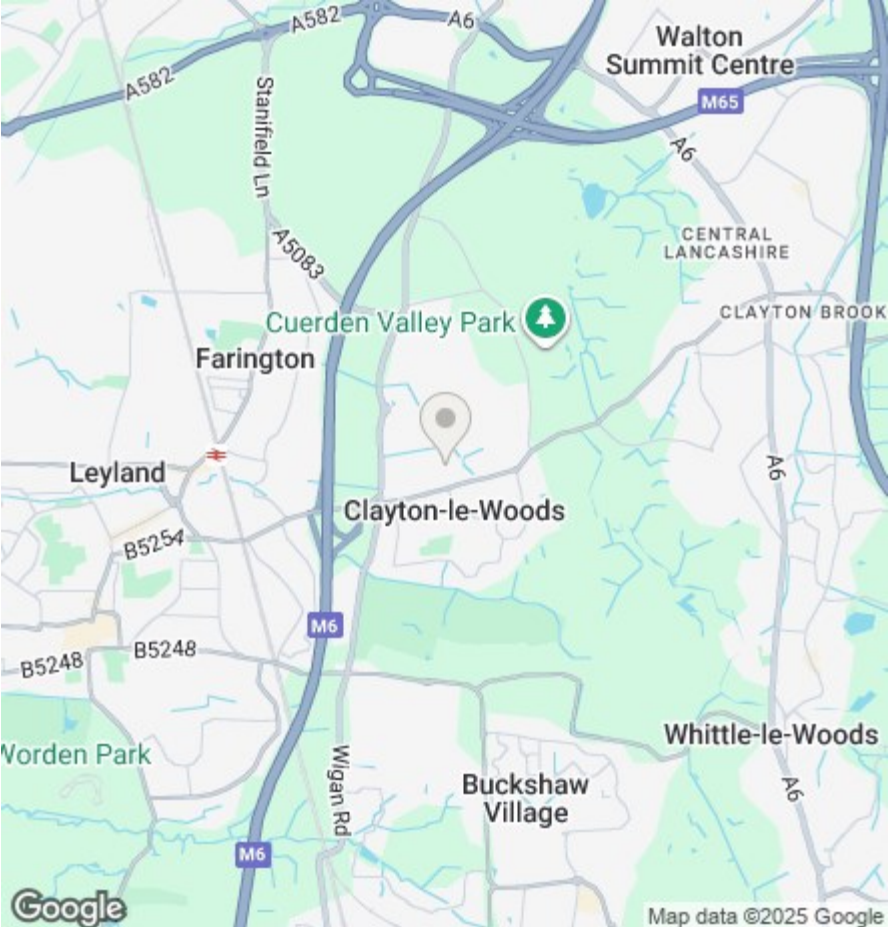 A582
A6
A582
Walton
Summit Centre
M65
Stanifield Ln
A6
A5083
CENTRAL
LANCASHIRE
Cuerden Valley Park
CLAYTON BROOK
Farington
Leyland
A6
Clayton-le-Woods
B5254
M6
B5248
B5248
Whittle-le-Woods
Worden Park
Wigan Rd
Buckshaw
Village
A6
M6
Google
Map data ©2025 Google